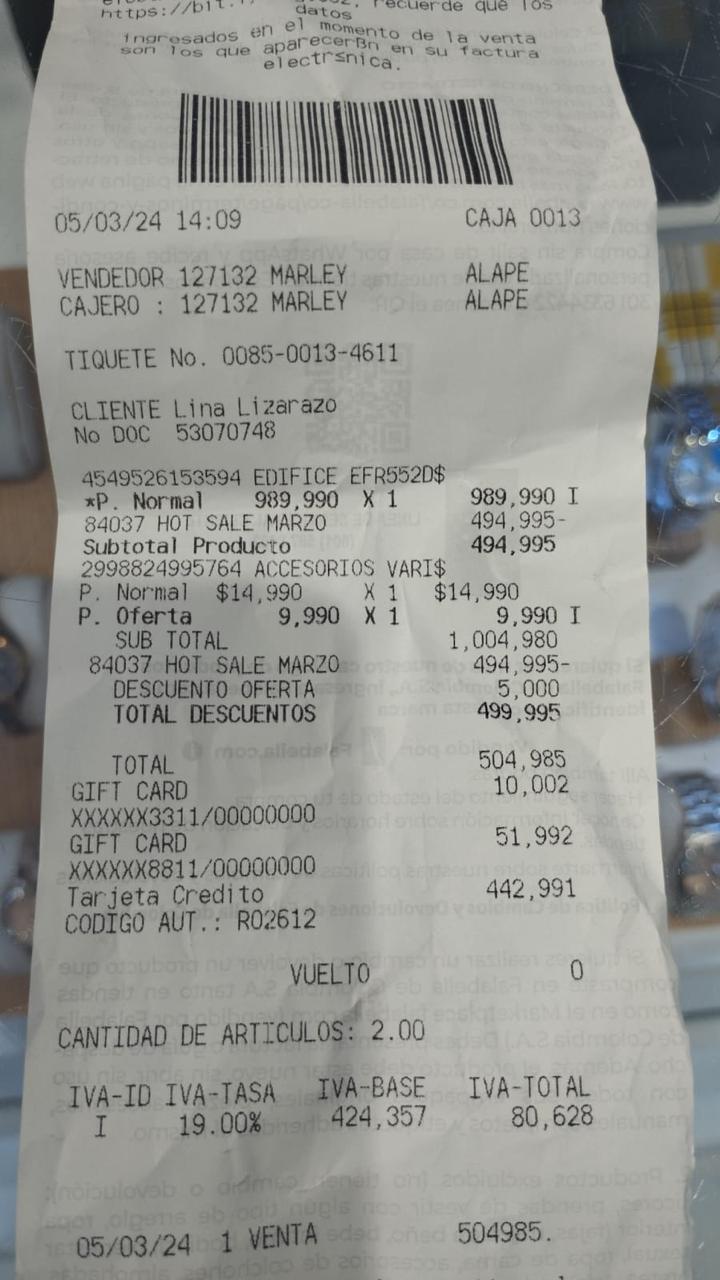 recuerde que los
datos
ingresados en el momento de la venta
son los que aparecerßn en su factura
electr≤nica.
05/03/24 14:09 CAJA 0013
VENDEDOR 127132 MARLEY ALAPE
CAJERO : 127132 MARLEY ALAPE
TIQUETE No. 0085-0013-4611
CLIENTE Lina Lizarazo
No DOC 53070748
4549526153594 EDIFICE EFR552D$
*P. Normal 989,990 X 1 989,990 I
84037 HOT SALE MARZO 494,995-
Subtotal Producto 494,995
2998824995764 ACCESORIOS VARI$
P. Normal $14,990 X 1 $14,990
P. Oferta 9,990 X 1 9,990 I
SUB TOTAL 1,004,980
84037 HOT SALE MARZO 494,995-
DESCUENTO OFERTA 5,000
TOTAL DESCUENTOS 499,995
TOTAL 504,985
GIFT CARD 10,002
XXXXXX3311/00000000
GIFT CARD 51,992
XXXXXX8811/00000000
Tarjeta Credito 442,991
CODIGO AUT.: R02612
VUELTO 0
CANTIDAD DE ARTICULOS: 2.00
IVA-ID IVA-TASA IVA-BASE IVA-TOTAL
I 19.00% 424,357 80,628
05/03/24 1 VENTA 504985.